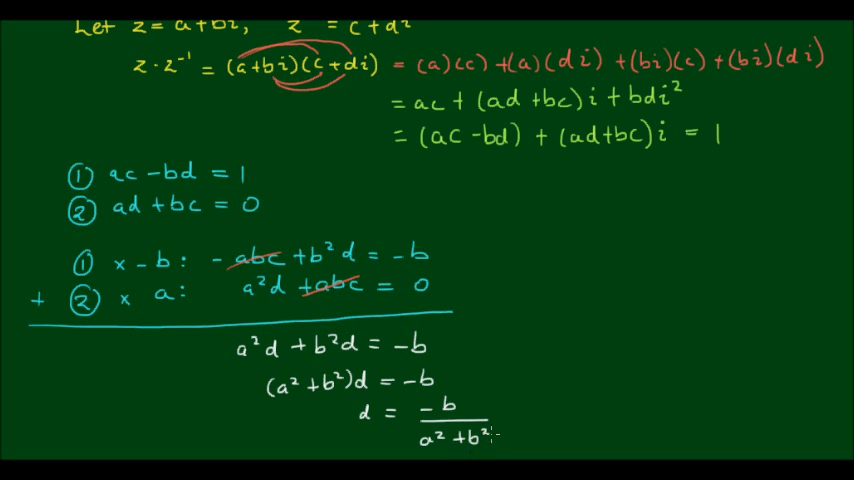 Let z = a + bi, z = c + di
z · z⁻¹ = (a+bi)(c+di) = (a)(c) + (a)(di) + (bi)(c) + (bi)(di)
= ac + (ad + bc)i + bdi²
= (ac - bd) + (ad+bc)i = 1
① ac - bd = 1
② ad + bc = 0
① × -b: - abc + b²d = -b
+ ② × a: a²d + abc = 0
a²d + b²d = -b
(a² + b²)d = -b
d = -b
a² + b²